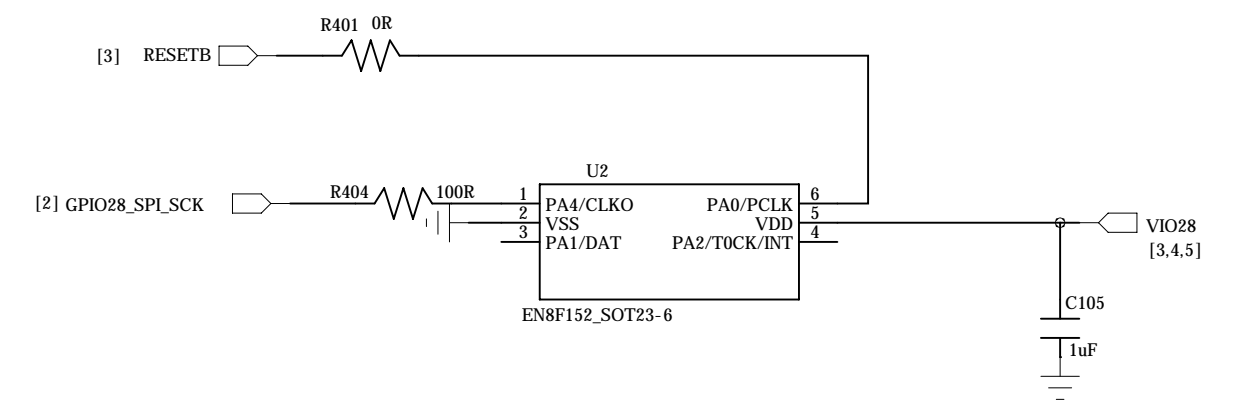 R401 0R
[3] RESETB
U2
[2] GPIO28_SPI_SCK
R404 100R
1 PA4/CLKO
2 VSS
3 PA1/DAT
PA0/PCLK 6
VDD 5
PA2/T0CK/INT 4
VIO28
[3,4,5]
EN8F152_SOT23-6
C105
1uF